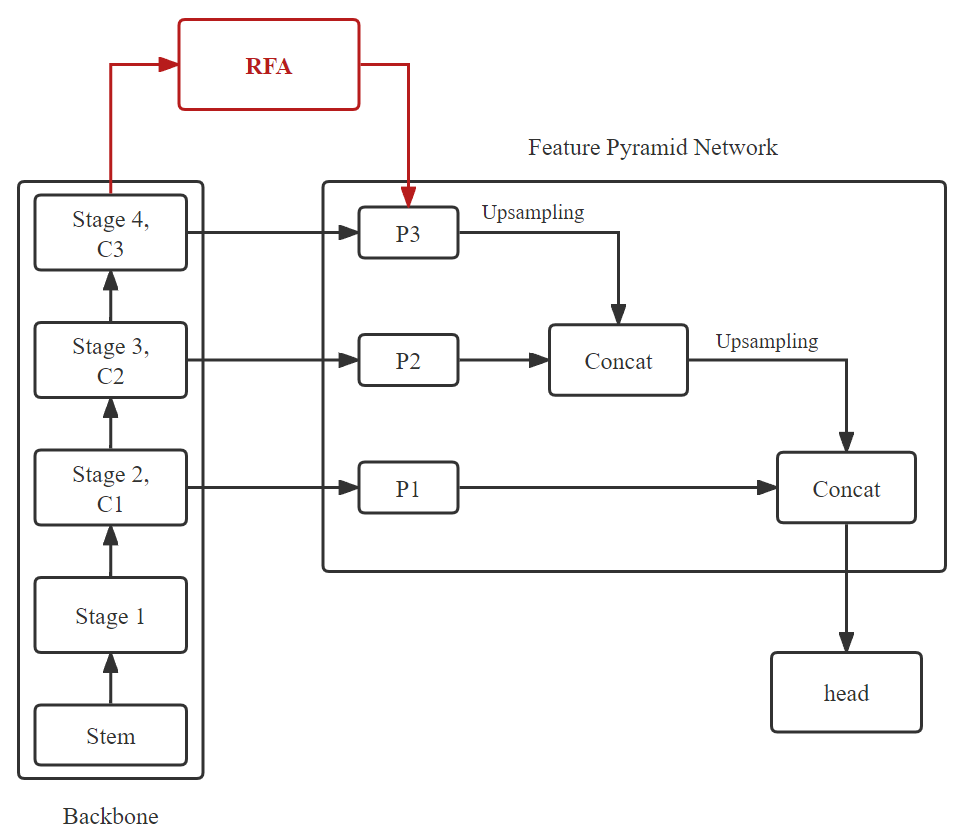 RFA
Feature Pyramid Network
Stage 4,
C3
P3
Upsampling
Stage 3,
C2
P2
Concat
Upsampling
Stage 2,
C1
P1
Concat
Stage 1
Stem
head
Backbone